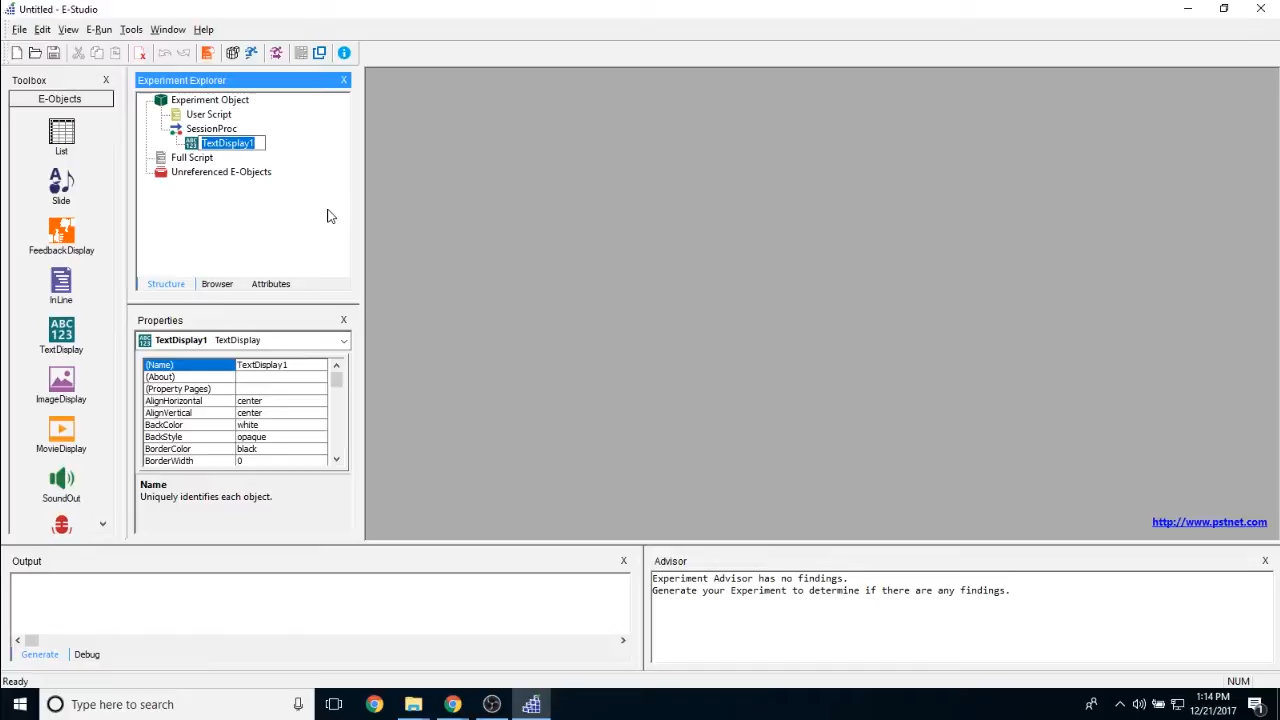 Untitled - E-Studio
File Edit View E-Run Tools Window Help
Toolbox X
E-Objects
List
Slide
FeedbackDisplay
InLine
ABC
123
TextDisplay
ImageDisplay
MovieDisplay
SoundOut
Experiment Explorer X
Experiment Object
User Script
SessionProc
TextDisplay1
Full Script
Unreferenced E-Objects
Structure Browser Attributes
Properties X
TextDisplay1 TextDisplay
(Name) TextDisplay1
(About)
(Property Pages)
AlignHorizontal center
AlignVertical center
BackColor white
BackStyle opaque
BorderColor black
BorderWidth 0
Name
Uniquely identifies each object.
http://www.pstnet.com
Output X
Generate Debug
Advisor X
Experiment Advisor has no findings.
Generate your Experiment to determine if there are any findings.
Ready NUM
Type here to search
1:14 PM
12/21/2017